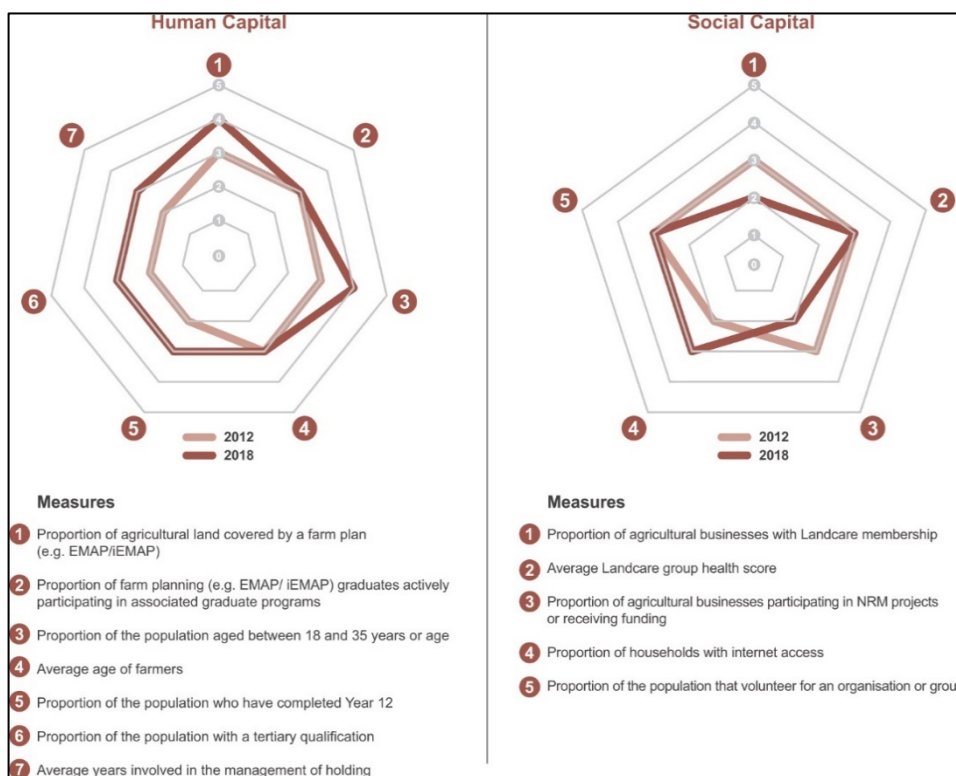 Human Capital
1
5
4
3
2
1
0
7
2
6
3
5
4
2012
2018
Measures
1 Proportion of agricultural land covered by a farm plan
(e.g. EMAP/iEMAP)
2 Proportion of farm planning (e.g. EMAP/ iEMAP) graduates actively
participating in associated graduate programs
3 Proportion of the population aged between 18 and 35 years or age
4 Average age of farmers
5 Proportion of the population who have completed Year 12
6 Proportion of the population with a tertiary qualification
7 Average years involved in the management of holding
Social Capital
1
5
4
3
2
1
0
5
2
4
3
2012
2018
Measures
1 Proportion of agricultural businesses with Landcare membership
2 Average Landcare group health score
3 Proportion of agricultural businesses participating in NRM projects
or receiving funding
4 Proportion of households with internet access
5 Proportion of the population that volunteer for an organisation or grou